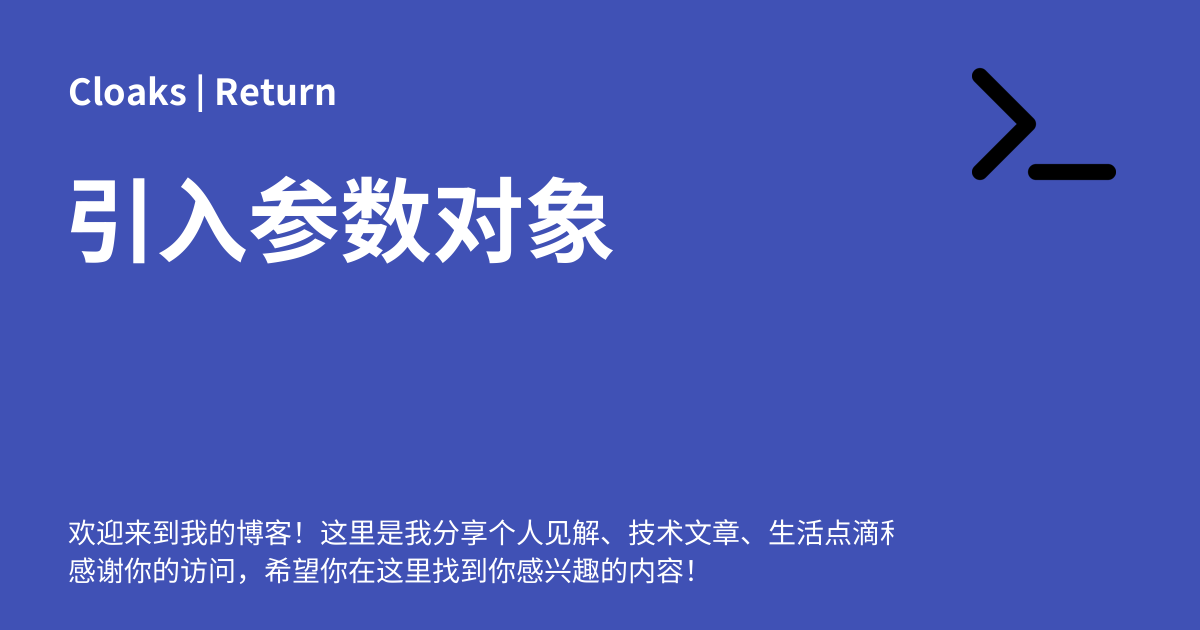 Cloaks | Return
引入参数对象
欢迎来到我的博客！这里是我分享个人见解、技术文章、生活点滴
感谢你的访问，希望你在这里找到你感兴趣的内容！